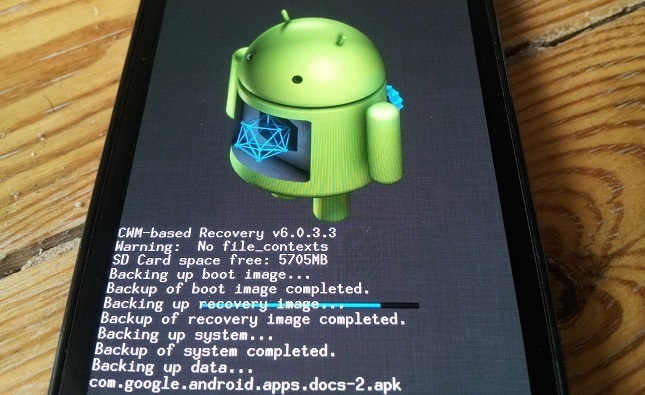 CWM-based Recovery v6.0.3.3
Warning: No file_contexts
SD Card space free: 5705MB
Backing up boot image...
Backup of boot image completed.
Backing up recovery image...
Backup of recovery image completed.
Backing up system...
Backup of system completed.
Backing up data...
com.google.android.apps.docs-2.apk